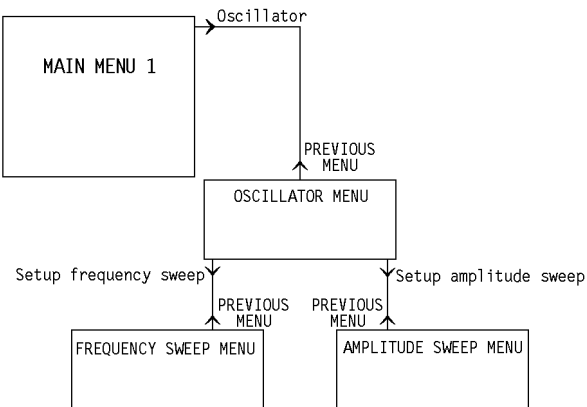 Oscillator
MAIN MENU 1
PREVIOUS
MENU
OSCILLATOR MENU
Setup frequency sweep
Setup amplitude sweep
PREVIOUS
MENU
PREVIOUS
MENU
FREQUENCY SWEEP MENU
AMPLITUDE SWEEP MENU